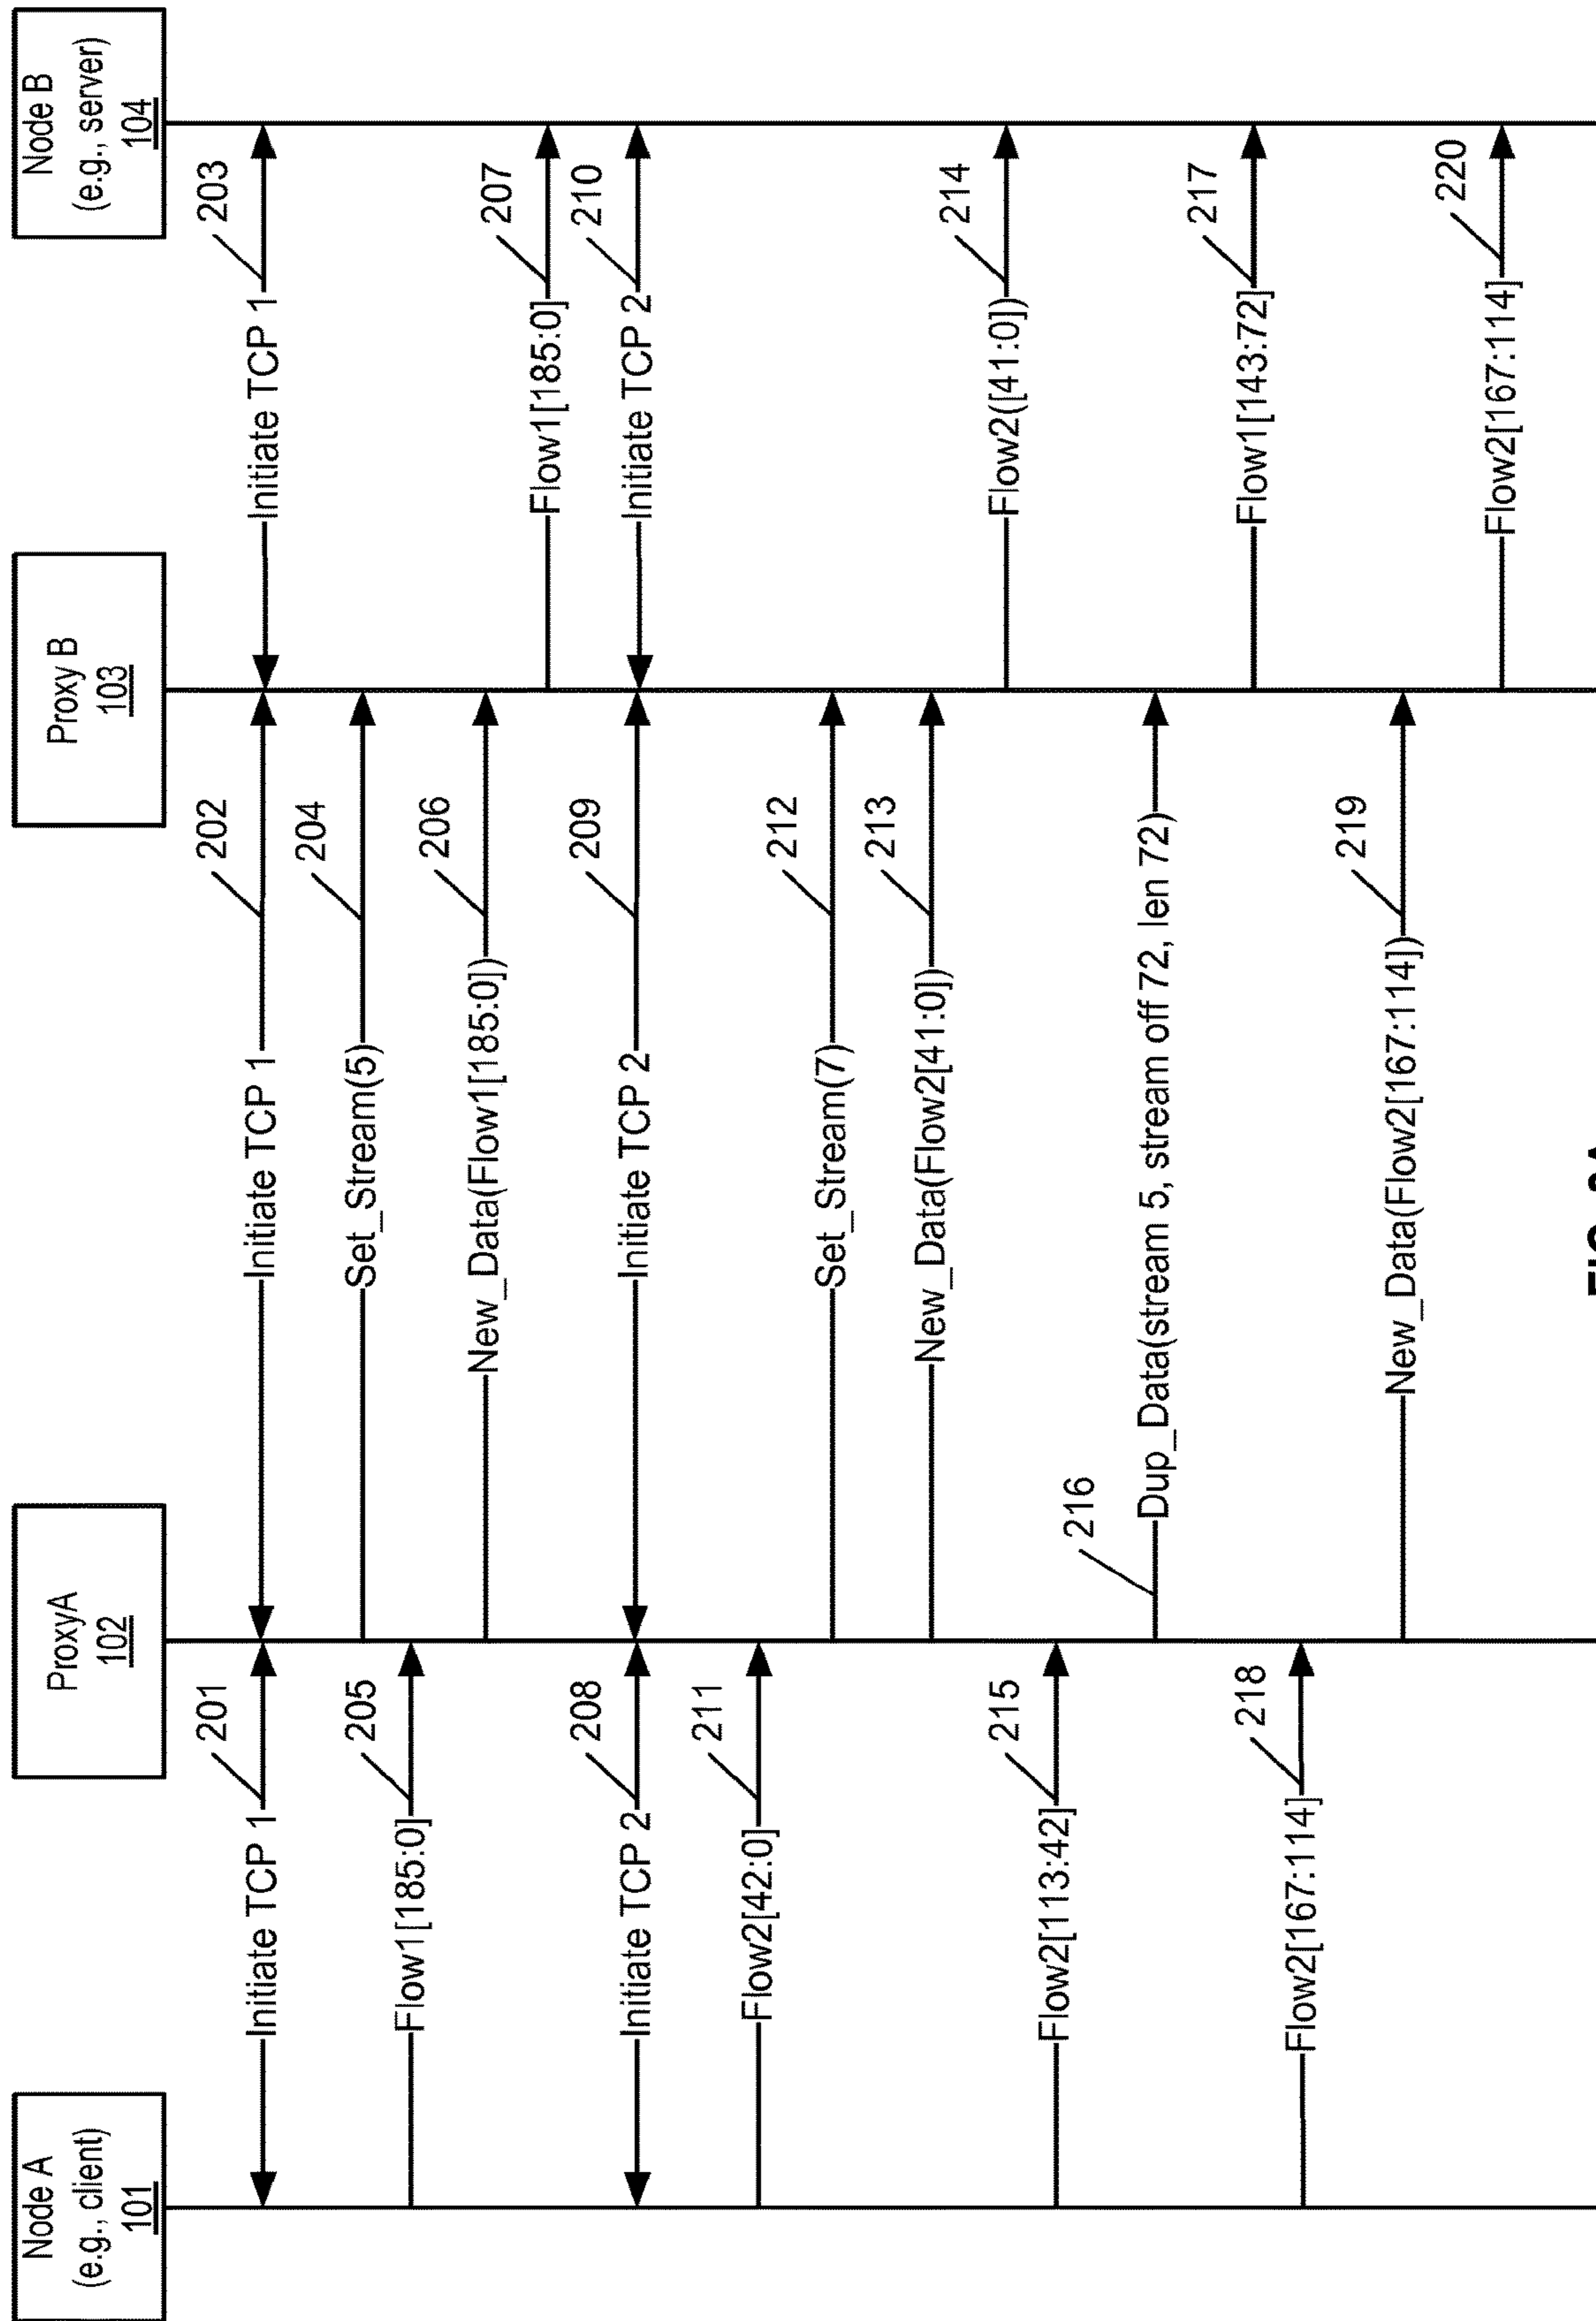 Node A
(e.g., client)
101
ProxyA
102
Proxy B
103
Node B
(e.g., server)
104
Initiate TCP 1
201
Initiate TCP 1
202
Initiate TCP 1
203
Set_Stream(5)
204
Flow1[185:0]
205
New_Data(Flow1[185:0])
206
Flow1[185:0]
207
Initiate TCP 2
208
Initiate TCP 2
209
Initiate TCP 2
210
Flow2[42:0]
211
Set_Stream(7)
212
New_Data(Flow2[41:0])
213
Flow2([41:0])
214
Flow2[113:42]
215
216
Dup_Data(stream 5, stream off 72, len 72)
Flow1[143:72]
217
Flow2[167:114]
218
New_Data(Flow2[167:114])
219
Flow2[167:114]
220